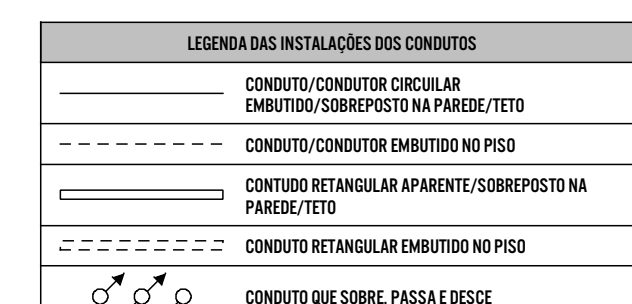 LEGENDA DAS INSTALAÇÕES DOS CONDUTOS
CONDUTO/CONDUTOR CIRCUILAR
EMBUTIDO/SOBREPOSTO NA PAREDE/TETO
CONDUTO/CONDUTOR EMBUTIDO NO PISO
CONTUDO RETANGULAR APARENTE/SOBREPOSTO NA
PAREDE/TETO
CONDUTO RETANGULAR EMBUTIDO NO PISO
CONDUTO QUE SOBRE, PASSA E DESCE